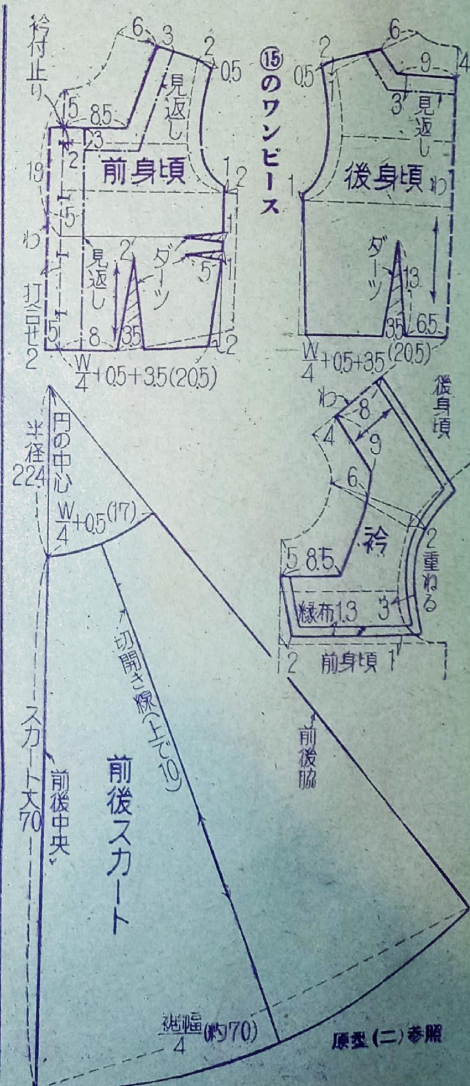 ⑮のワンピース
衿付止り
6
3
2
0.5
5
8.5
3
2
見返し
前身頃
19
わ
5
1
2
見返し
2
ダーツ
5
打合せ
2
5
8
3.5
2
W/4+0.5+3.5(20.5)
2
0.5
1
6
9
4
3
見返し
後身頃
わ
1
ダーツ
13
3.5
6.5
W/4+0.5+3.5(20.5)
後身頃
わ
8
4
9
6
衿
2重ねる
5
8.5
縁布1.3
3
2
前身頃
1
円の中心
半径22.4
W/4+0.5(17)
切開き線(上で10)
スカート丈70
前後中央
前後スカート
前後脇
裾幅/4(約70)
原型(二)参照